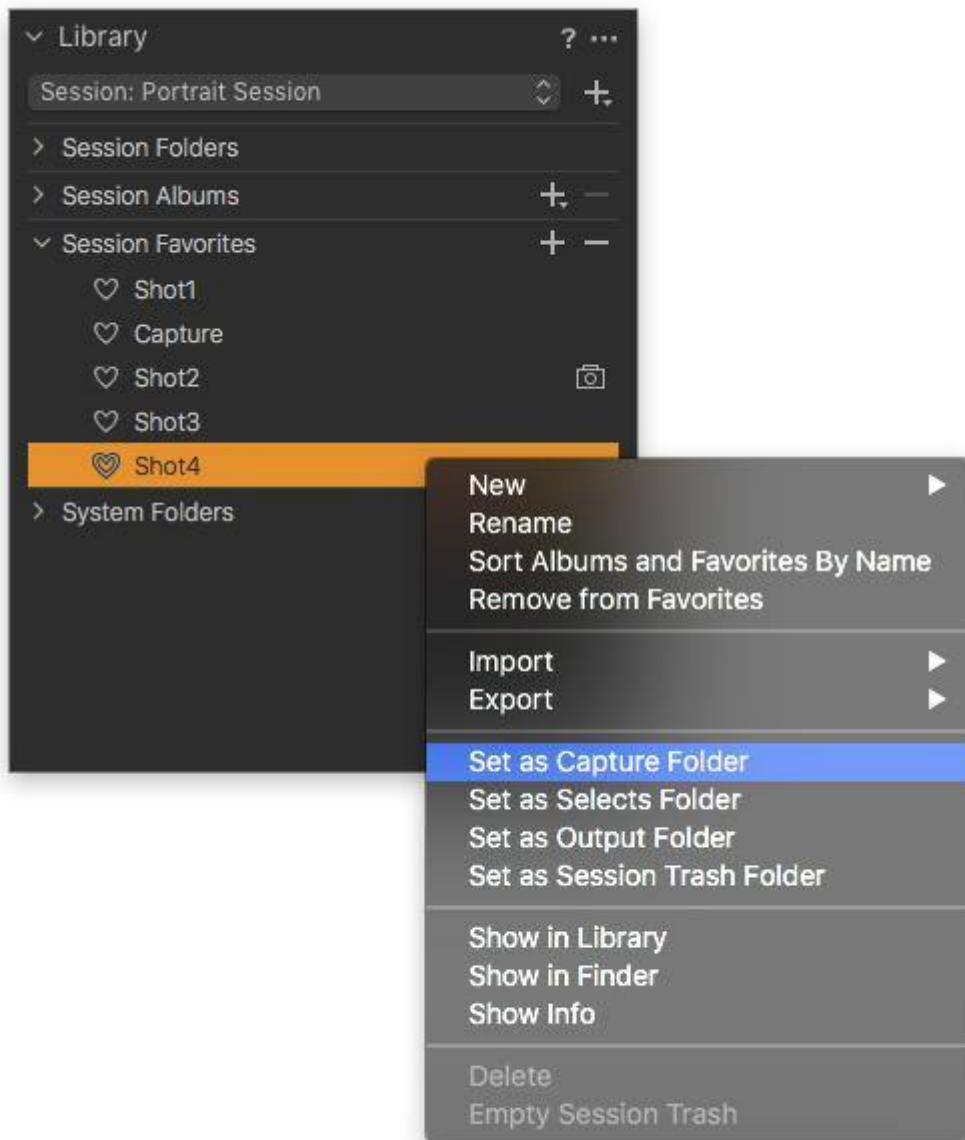 Library ? ...
Session: Portrait Session
Session Folders
Session Albums
Session Favorites
Shot1
Capture
Shot2
Shot3
Shot4
System Folders
New
Rename
Sort Albums and Favorites By Name
Remove from Favorites
Import
Export
Set as Capture Folder
Set as Selects Folder
Set as Output Folder
Set as Session Trash Folder
Show in Library
Show in Finder
Show Info
Delete
Empty Session Trash